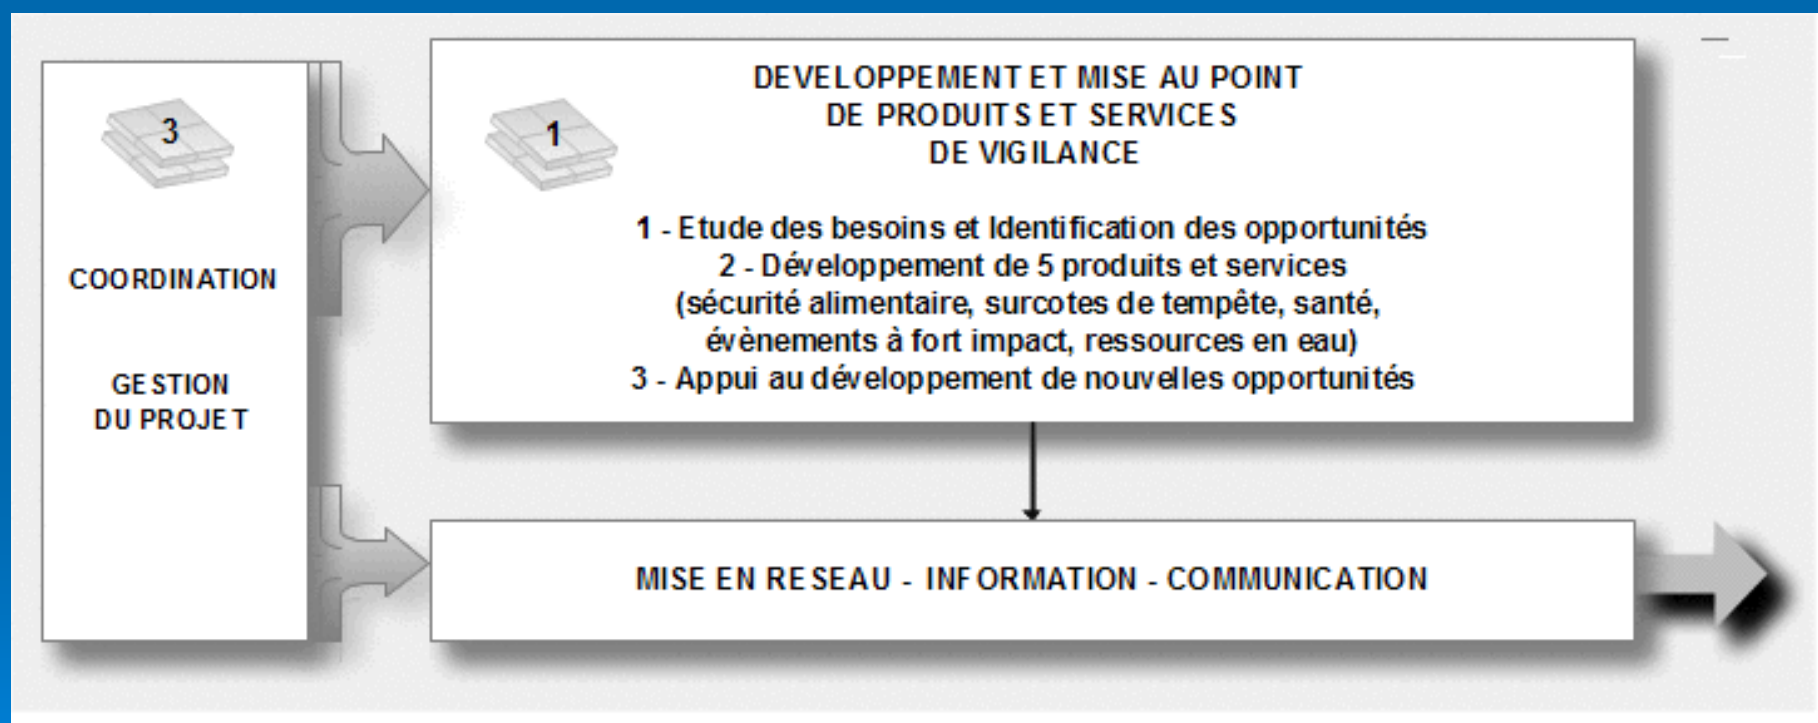 3
COORDINATION
GESTION
DU PROJET
1
DEVELOPPEMENT ET MISE AU POINT
DE PRODUITS ET SERVICES
DE VIGILANCE
1 - Etude des besoins et Identification des opportunités
2 - Développement de 5 produits et services
(sécurité alimentaire, surcotes de tempête, santé,
évènements à fort impact, ressources en eau)
3 - Appui au développement de nouvelles opportunités
MISE EN RESEAU - INFORMATION - COMMUNICATION